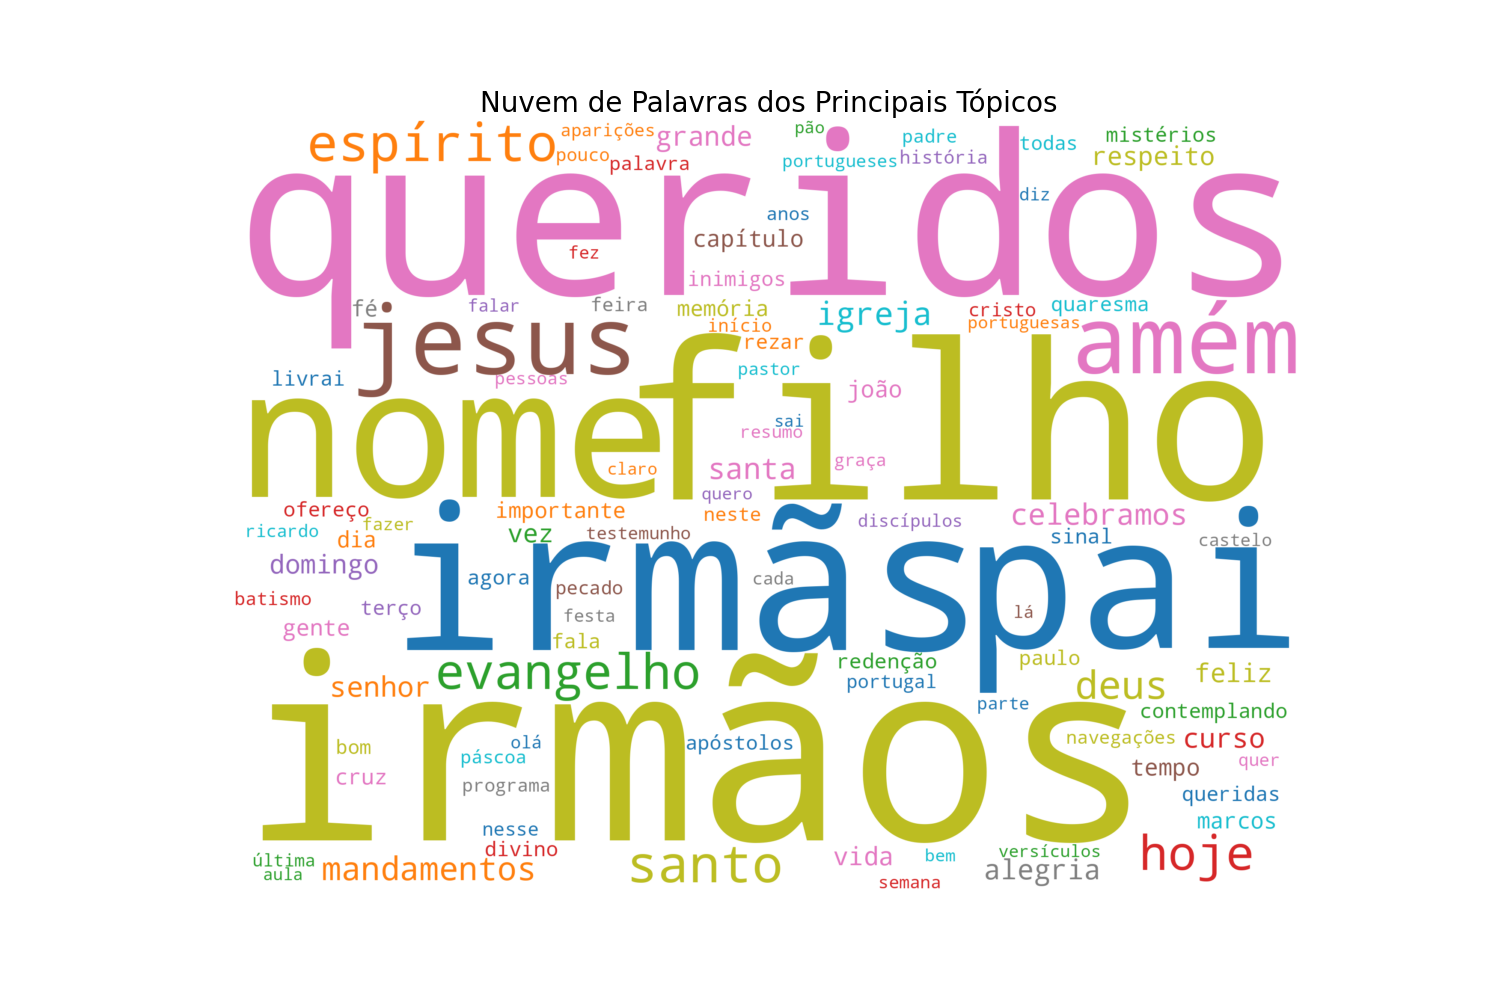 Nuvem de Palavras dos Principais Tópicos
espírito aparições grande pão padre todas mistérios
pouco palavra portugueses história respeito
queridos
diz
anos
capítulo
fez
inimigos
fé falar feira memória igreja cristo quaresma
jesus início portuguesas amém
rezar
livrai pessoas pastor joão
nome filho
sai
resumo
claro santa graça
quero
ofereço importante neste discípulos celebramos
ricardo fazer dia vez testemunho sinal castelo
irmãs pai
domingo agora pecado cada
batismo terço festa lá
gente fala
evangelho redenção paulo feliz
senhor portugal deus
parte contemplando
irmãos
bom olá apóstolos navegações curso
páscoa quer
cruz programa tempo
queridas
nesse marcos
última divino versículos hoje
aula mandamentos santo vida bem alegria
semana